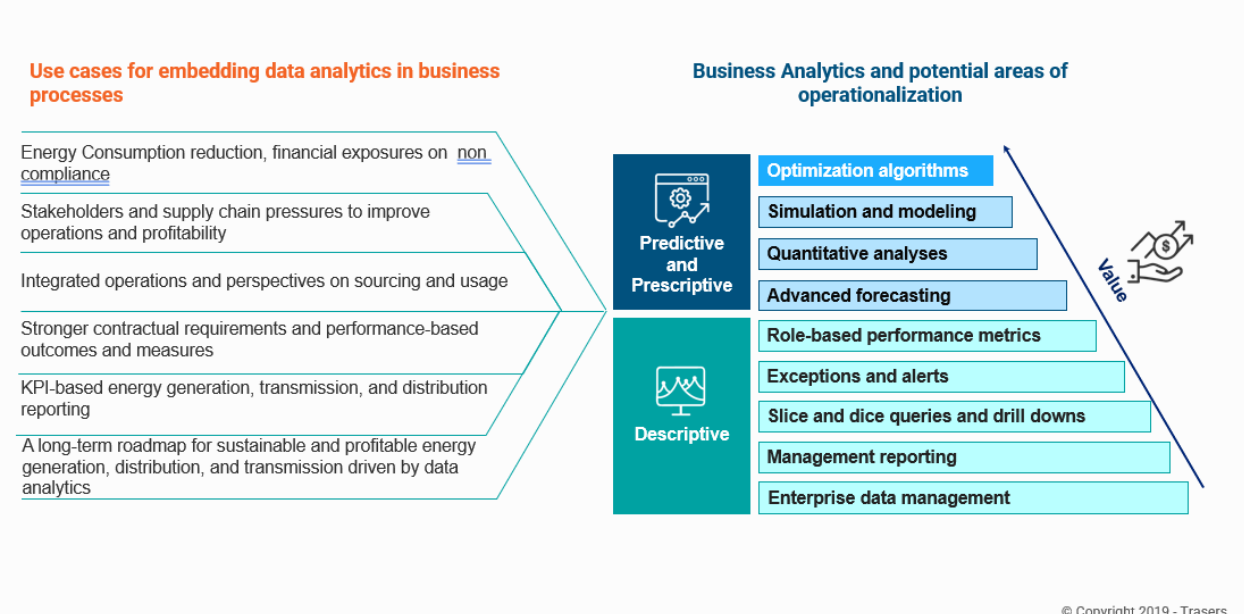 Use cases for embedding data analytics in business
processes
Energy Consumption reduction, financial exposures on non
compliance
Stakeholders and supply chain pressures to improve
operations and profitability
Integrated operations and perspectives on sourcing and usage
Stronger contractual requirements and performance-based
outcomes and measures
KPI-based energy generation, transmission, and distribution
reporting
A long-term roadmap for sustainable and profitable energy
generation, distribution, and transmission driven by data
analytics
Business Analytics and potential areas of
operationalization
Predictive
and
Prescriptive
Optimization algorithms
Simulation and modeling
Quantitative analyses
Advanced forecasting
Descriptive
Role-based performance metrics
Exceptions and alerts
Slice and dice queries and drill downs
Management reporting
Enterprise data management
Value
$
© Copyright 2019 - Trasers